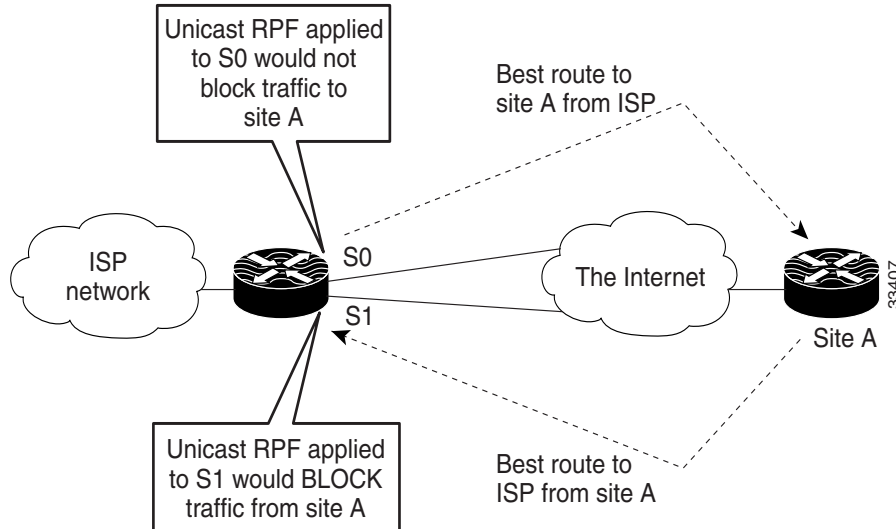 Unicast RPF applied
to S0 would not
block traffic to
site A
Best route to
site A from ISP
ISP
network
S0
S1
The Internet
Site A
33407
Unicast RPF applied
to S1 would BLOCK
traffic from site A
Best route to
ISP from site A